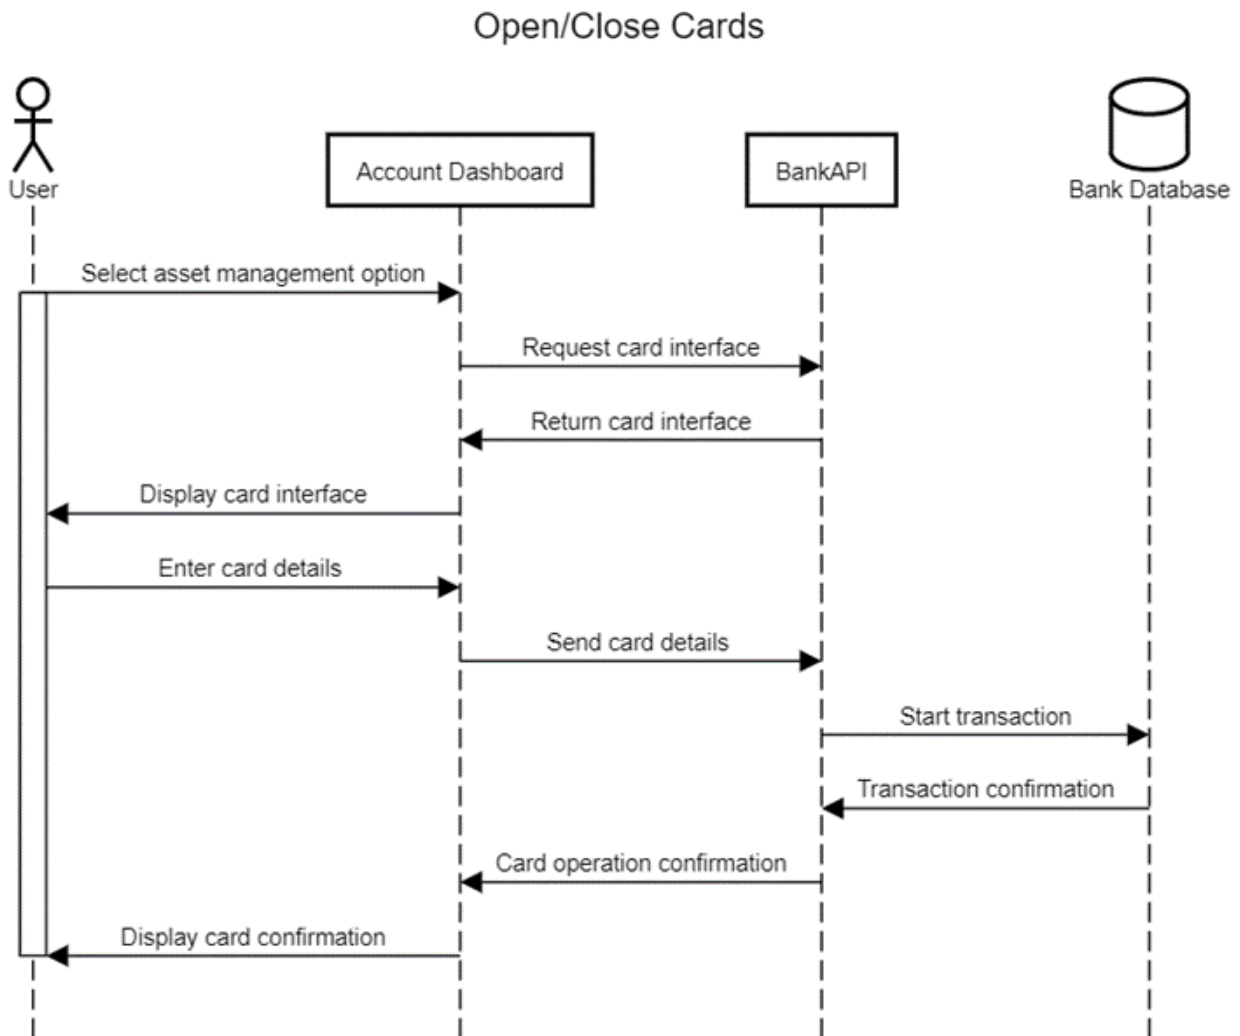 Open/Close Cards
User
Account Dashboard
BankAPI
Bank Database
Select asset management option
Request card interface
Return card interface
Display card interface
Enter card details
Send card details
Start transaction
Transaction confirmation
Card operation confirmation
Display card confirmation